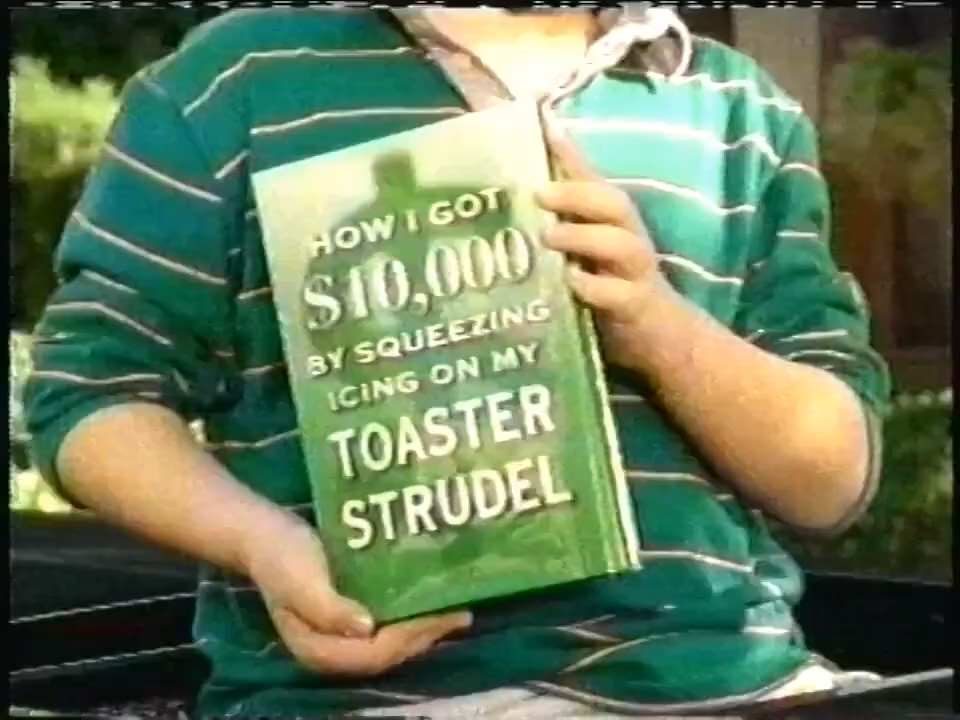 HOW I GOT
$10,000
BY SQUEEZING
ICING ON MY
TOASTER
STRUDEL